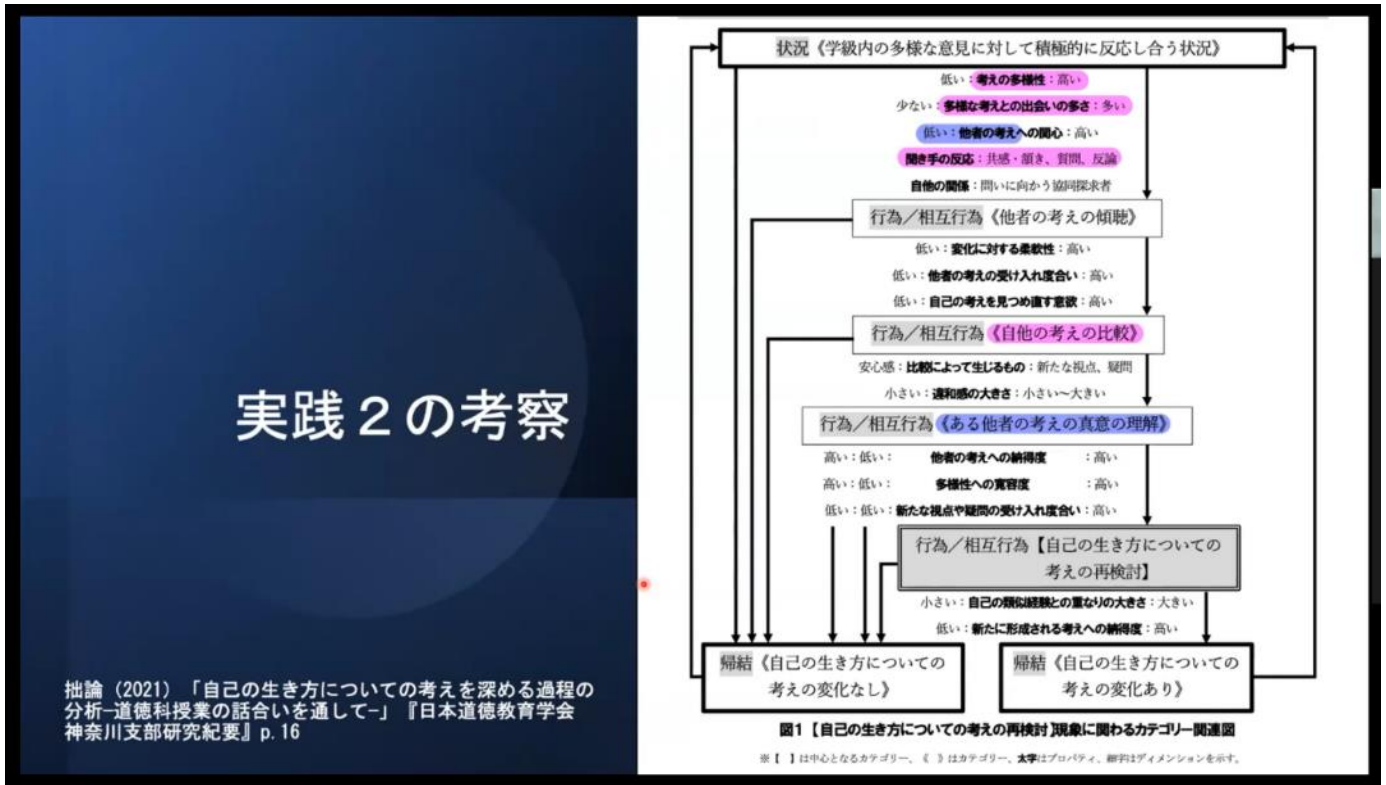 実践２の考察
拙論（2021）「自己の生き方についての考えを深める過程の
分析―道徳科授業の話合いを通して―」『日本道徳教育学会
神奈川支部研究紀要』p.16
状況《学級内の多様な意見に対して積極的に反応し合う状況》
低い：考えの多様性：高い
少ない：多様な考えとの出会いの多さ：多い
低い：他者の考えへの関心：高い
聞き手の反応：共感・頷き、質問、反論
自他の関係：問いに向かう協同探求者
行為／相互行為《他者の考えの傾聴》
低い：変化に対する柔軟性：高い
低い：他者の考えの受け入れ度合い：高い
低い：自己の考えを見つめ直す意欲：高い
行為／相互行為《自他の考えの比較》
安心感：比較によって生じるもの：新たな視点、疑問
小さい：違和感の大きさ：小さい～大きい
行為／相互行為《ある他者の考えの真意の理解》
高い：低い：他者の考えへの納得度：高い
高い：低い：多様性への寛容度：高い
低い：低い：新たな視点や疑問の受け入れ度合い：高い
行為／相互行為【自己の生き方についての
考えの再検討】
小さい：自己の類似経験との重なりの大きさ：大きい
低い：新たに形成される考えへの納得度：高い
帰結《自己の生き方についての
考えの変化なし》
帰結《自己の生き方についての
考えの変化あり》
図1【自己の生き方についての考えの再検討】現象に関わるカテゴリー関連図
※【　】は中心となるカテゴリー、《　》はカテゴリー、太字はプロパティ、細字はディメンションを示す。